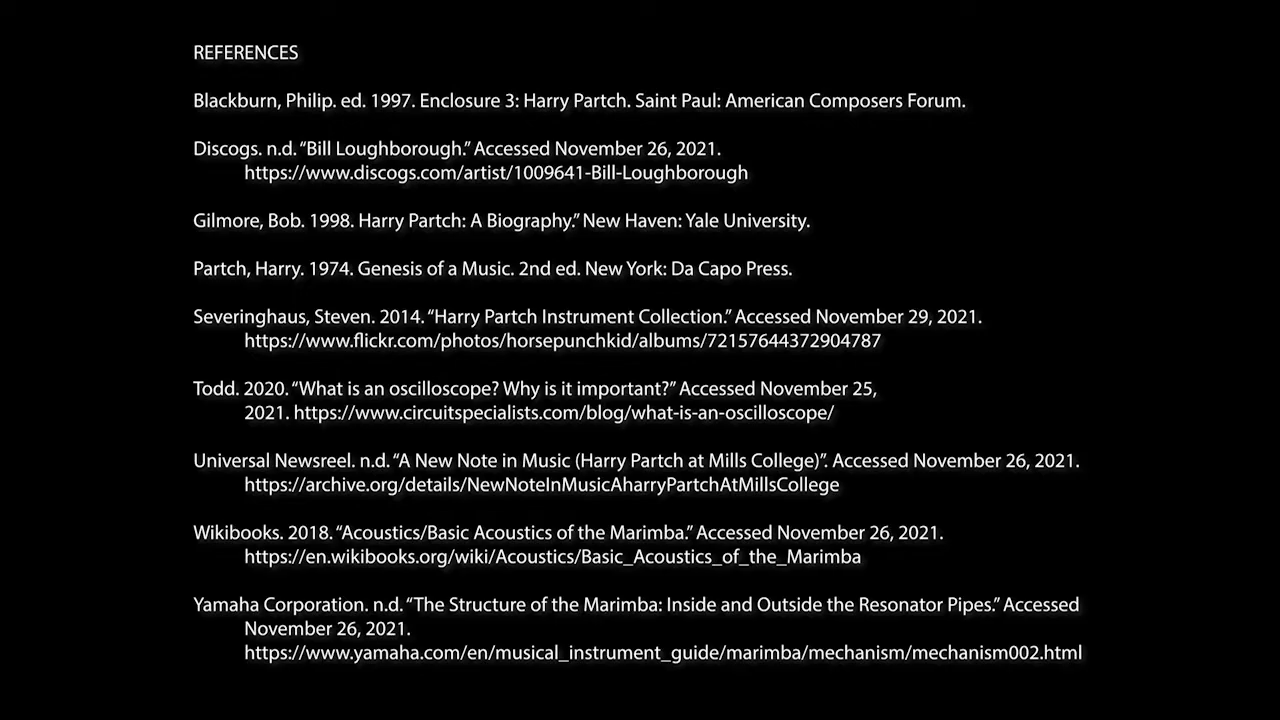 REFERENCES
Blackburn, Philip. ed. 1997. Enclosure 3: Harry Partch. Saint Paul: American Composers Forum.
Discogs. n.d. “Bill Loughborough.” Accessed November 26, 2021.
https://www.discogs.com/artist/1009641-Bill-Loughborough
Gilmore, Bob. 1998. Harry Partch: A Biography.” New Haven: Yale University.
Partch, Harry. 1974. Genesis of a Music. 2nd ed. New York: Da Capo Press.
Severinghaus, Steven. 2014. “Harry Partch Instrument Collection.” Accessed November 29, 2021.
https://www.flickr.com/photos/horsepunchkid/albums/72157644372904787
Todd. 2020. “What is an oscilloscope? Why is it important?” Accessed November 25,
2021. https://www.circuitspecialists.com/blog/what-is-an-oscilloscope/
Universal Newsreel. n.d. “A New Note in Music (Harry Partch at Mills College)”. Accessed November 26, 2021.
https://archive.org/details/NewNoteInMusicAharryPartchAtMillsCollege
Wikibooks. 2018. “Acoustics/Basic Acoustics of the Marimba.” Accessed November 26, 2021.
https://en.wikibooks.org/wiki/Acoustics/Basic_Acoustics_of_the_Marimba
Yamaha Corporation. n.d. “The Structure of the Marimba: Inside and Outside the Resonator Pipes.” Accessed
November 26, 2021.
https://www.yamaha.com/en/musical_instrument_guide/marimba/mechanism/mechanism002.html